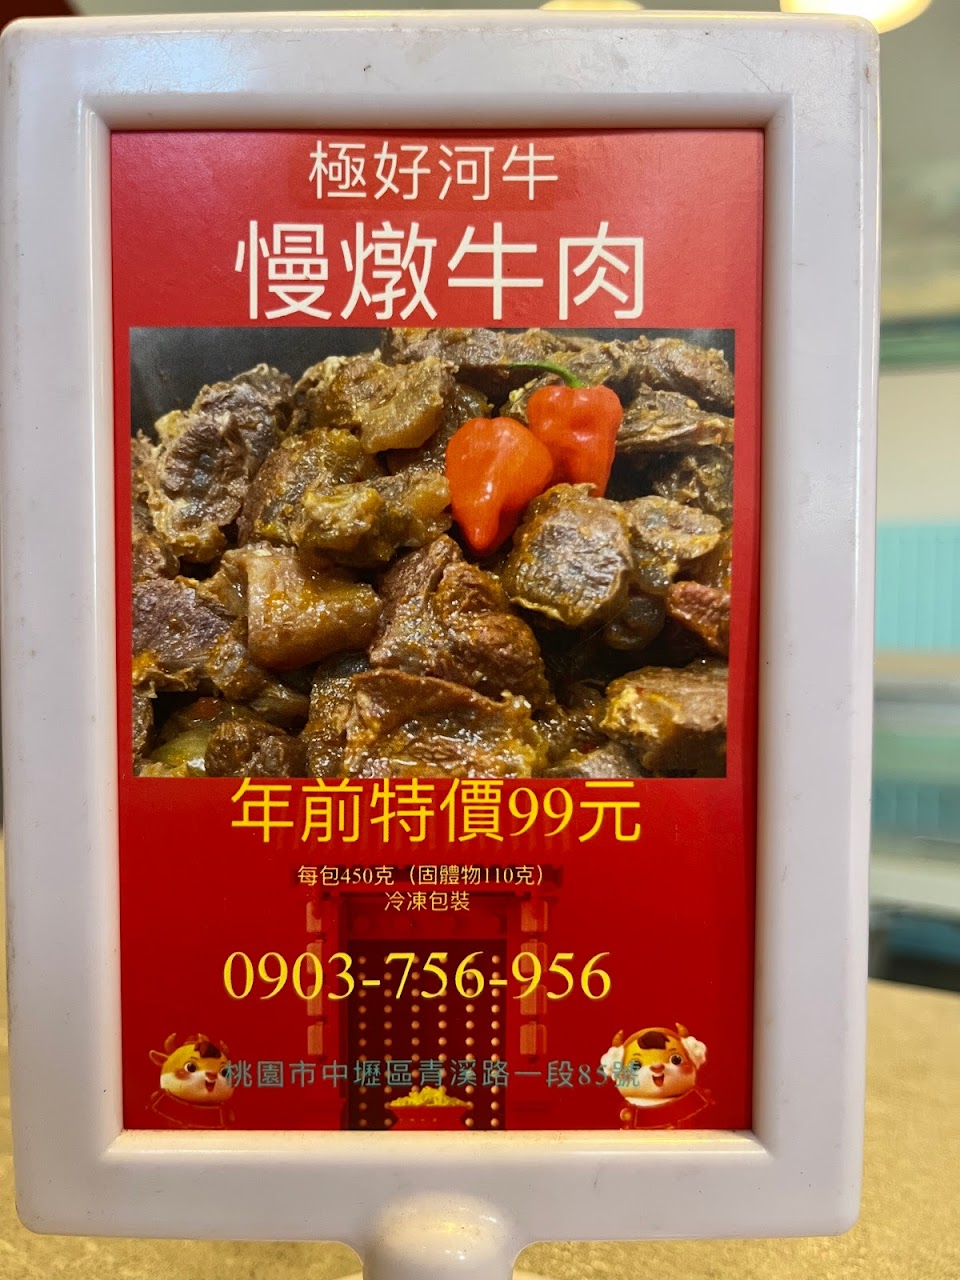 極好河牛
慢燉牛肉
年前特價99元
每包450克（固體物110克）
冷凍包裝
0903-756-956
桃園市中壢區青溪路一段85號